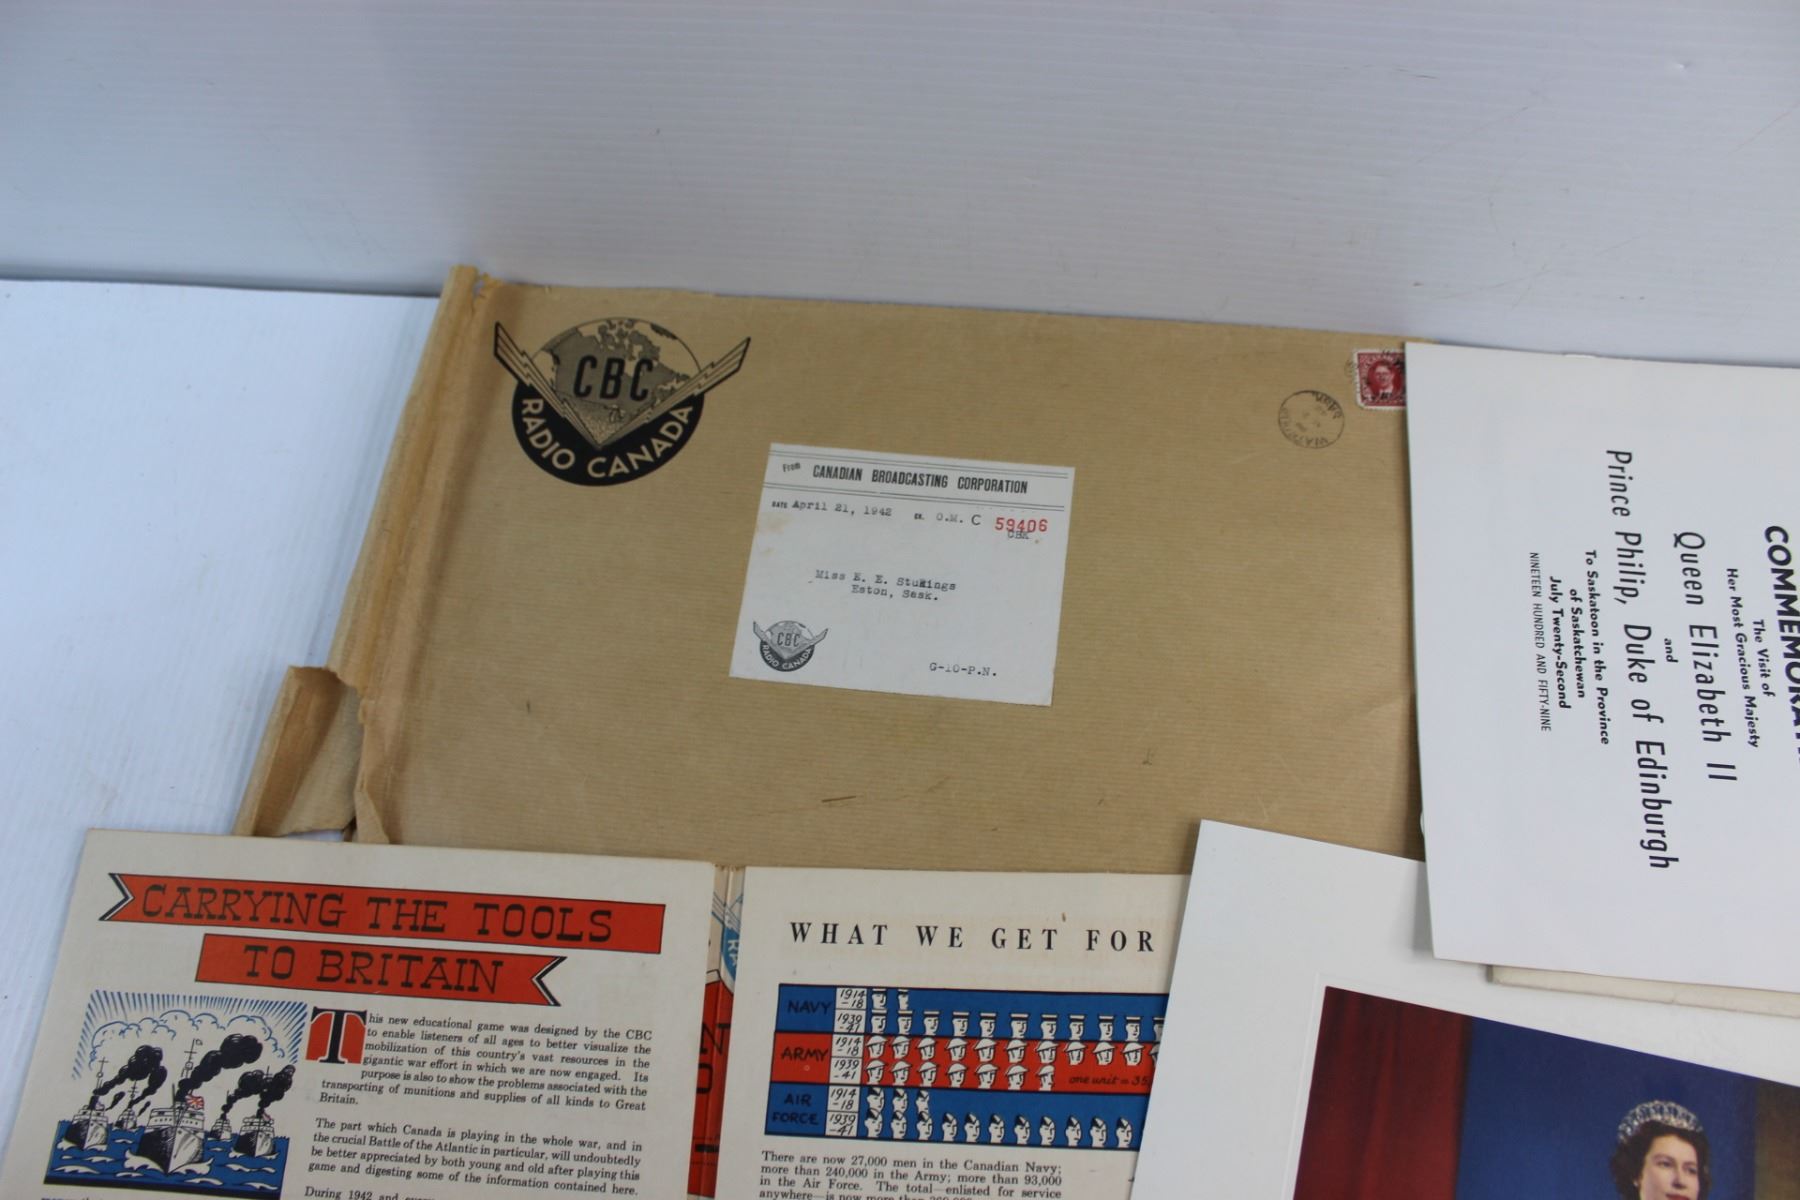 CBC
RADIO CANADA
From CANADIAN BROADCASTING CORPORATION
DATE April 21, 1942 O.M. C 59406
CBK
Miss E. E. Stukings
Eston, Sask.
CBC
RADIO CANADA
G-10-P.N.
The Visit of
Her Most Gracious Majesty
Queen Elizabeth II
and
Prince Philip, Duke of Edinburgh
To Saskatoon in the Province
of Saskatchewan
July Twenty-Second
NINETEEN HUNDRED AND FIFTY-NINE
CARRYING THE TOOLS
TO BRITAIN
This new educational game was designed by the CBC
to enable listeners of all ages to better visualize the
mobilization of this country's vast resources in the
gigantic war effort in which we are now engaged. Its
purpose is also to show the problems associated with the
transporting of munitions and supplies of all kinds to Great
Britain.
The part which Canada is playing in the whole war, and in
the crucial Battle of the Atlantic in particular, will undoubtedly
be better appreciated by both young and old after playing this
game and digesting some of the information contained here.
During 1942 and
WHAT WE GET FOR
NAVY 1914-18
1939-41
ARMY 1914-18
1939-41 one unit = 35
AIR FORCE 1914-18
1939-41
There are now 27,000 men in the Canadian Navy;
more than 240,000 in the Army; more than 93,000
in the Air Force. The total—enlisted for service
anywhere—is now more than